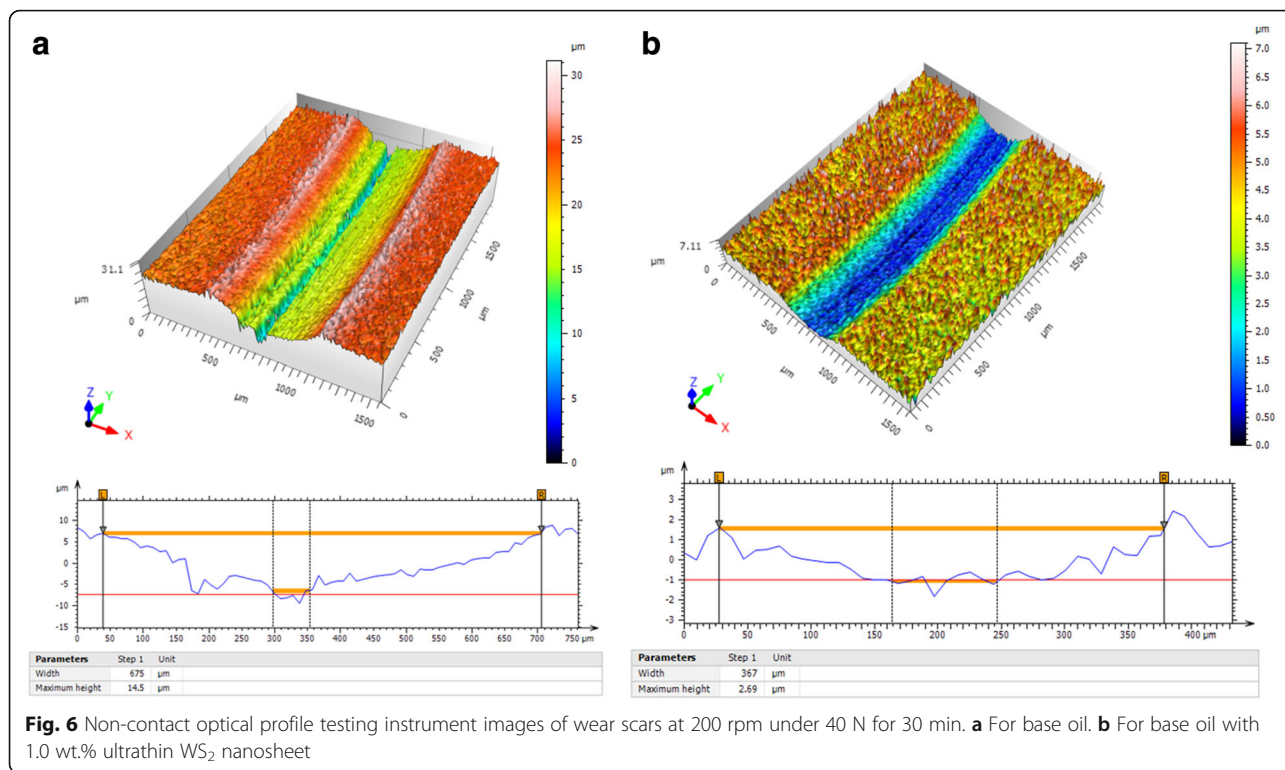 a
µm
30
25
20
15
10
5
0
31.1
µm
0
0
500
1000
1500
µm
0
500
1000
1500
µm
Z
Y
X
b
µm
7.0
6.5
6.0
5.5
5.0
4.5
4.0
3.5
3.0
2.5
2.0
1.5
1.0
0.50
0.0
7.11
µm
0
0
500
1000
1500
µm
0
500
1000
1500
µm
Z
Y
X
µm
L
R
10
5
0
-5
-10
-15
0 50 100 150 200 250 300 350 400 450 500 550 600 650 700 750 µm
Parameters Step 1 Unit
Width 675 µm
Maximum height 14.5 µm
µm
L
R
3
2
1
0
-1
-2
-3
0 50 100 150 200 250 300 350 400 µm
Parameters Step 1 Unit
Width 367 µm
Maximum height 2.69 µm
Fig. 6 Non-contact optical profile testing instrument images of wear scars at 200 rpm under 40 N for 30 min. a For base oil. b For base oil with
1.0 wt.% ultrathin WS₂ nanosheet